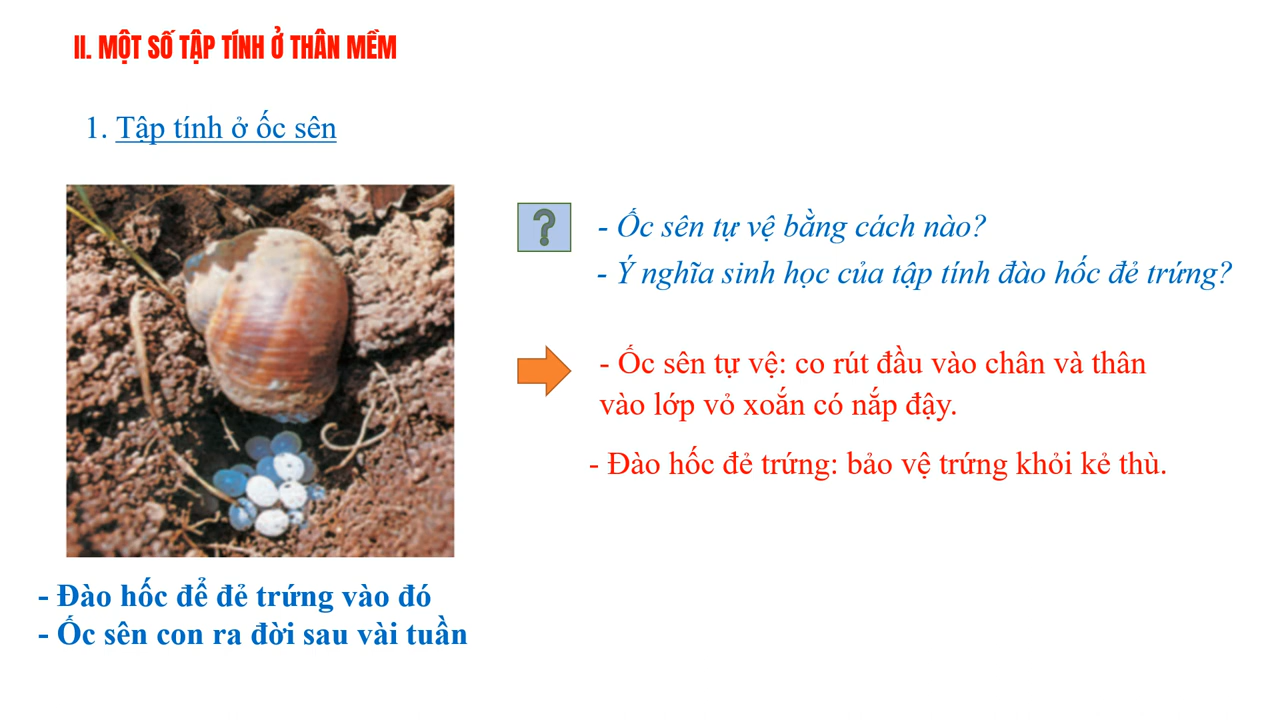 II. MỘT SỐ TẬP TÍNH Ở THÂN MỀM
1. Tập tính ở ốc sên
?
- Ốc sên tự vệ bằng cách nào?
- Ý nghĩa sinh học của tập tính đào hốc đẻ trứng?
- Ốc sên tự vệ: co rút đầu vào chân và thân
vào lớp vỏ xoắn có nắp đậy.
- Đào hốc đẻ trứng: bảo vệ trứng khỏi kẻ thù.
- Đào hốc để đẻ trứng vào đó
- Ốc sên con ra đời sau vài tuần